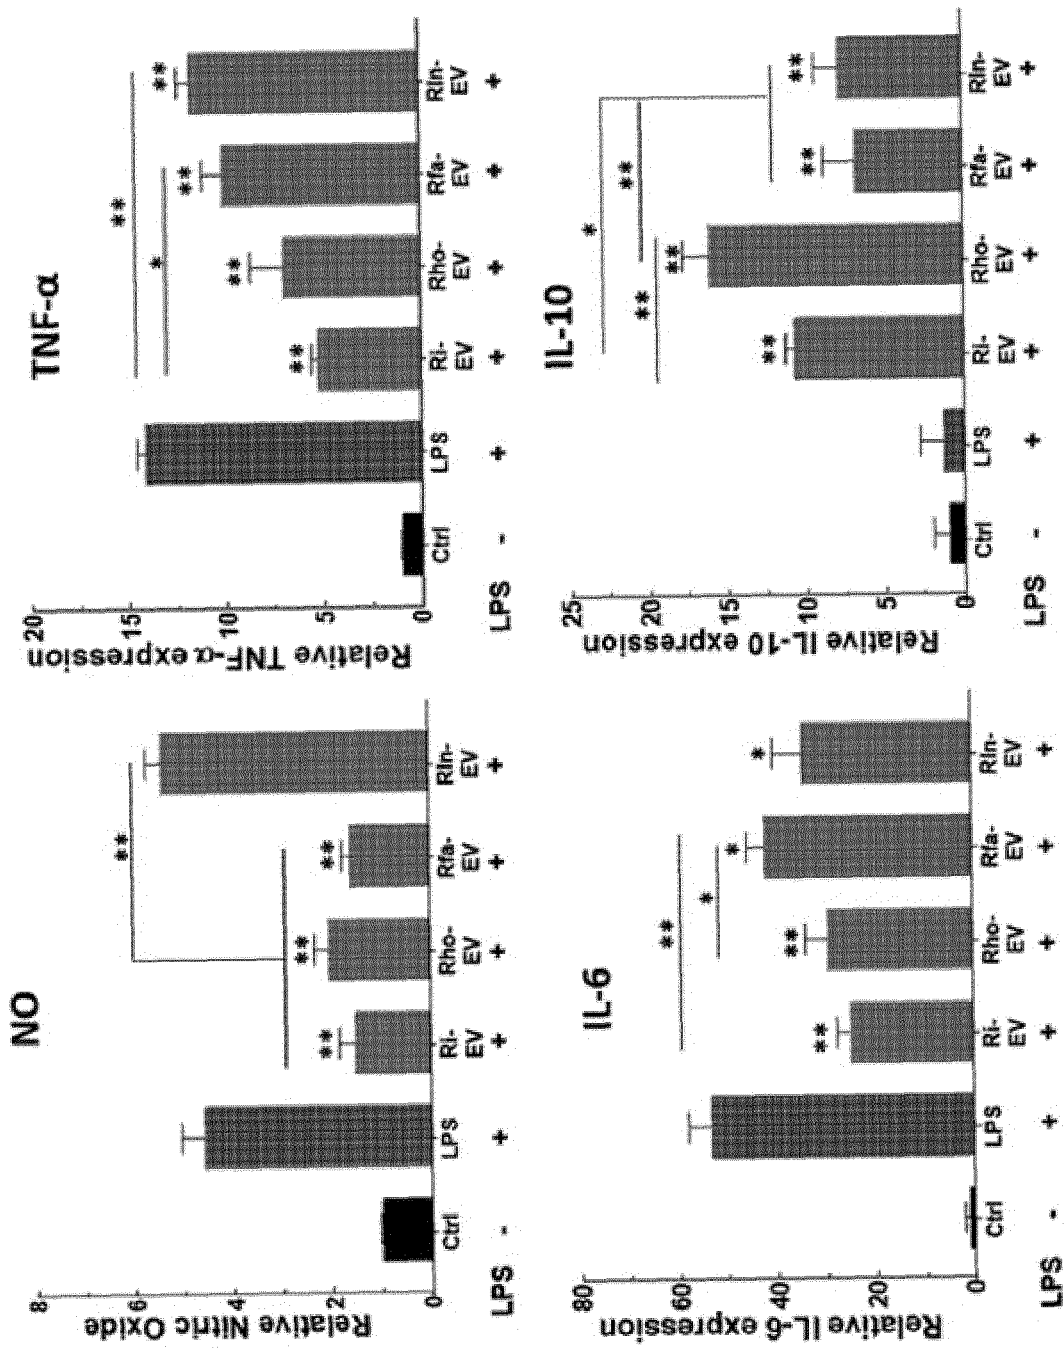 NO
Relative Nitric Oxide
8
6
4
2
0
Ctrl LPS Ri-EV Rho-EV Rfa-EV Rln-EV
LPS - + + + + +
** ** ** **
TNF-α
Relative TNF-α expression
20
15
10
5
0
Ctrl LPS Ri-EV Rho-EV Rfa-EV Rln-EV
LPS - + + + + +
** ** ** ** * **
IL-6
Relative IL-6 expression
80
60
40
20
0
Ctrl LPS Ri-EV Rho-EV Rfa-EV Rln-EV
LPS - + + + + +
** ** * * * **
IL-10
Relative IL-10 expression
25
20
15
10
5
0
Ctrl LPS Ri-EV Rho-EV Rfa-EV Rln-EV
LPS - + + + + +
** ** ** ** ** ** *